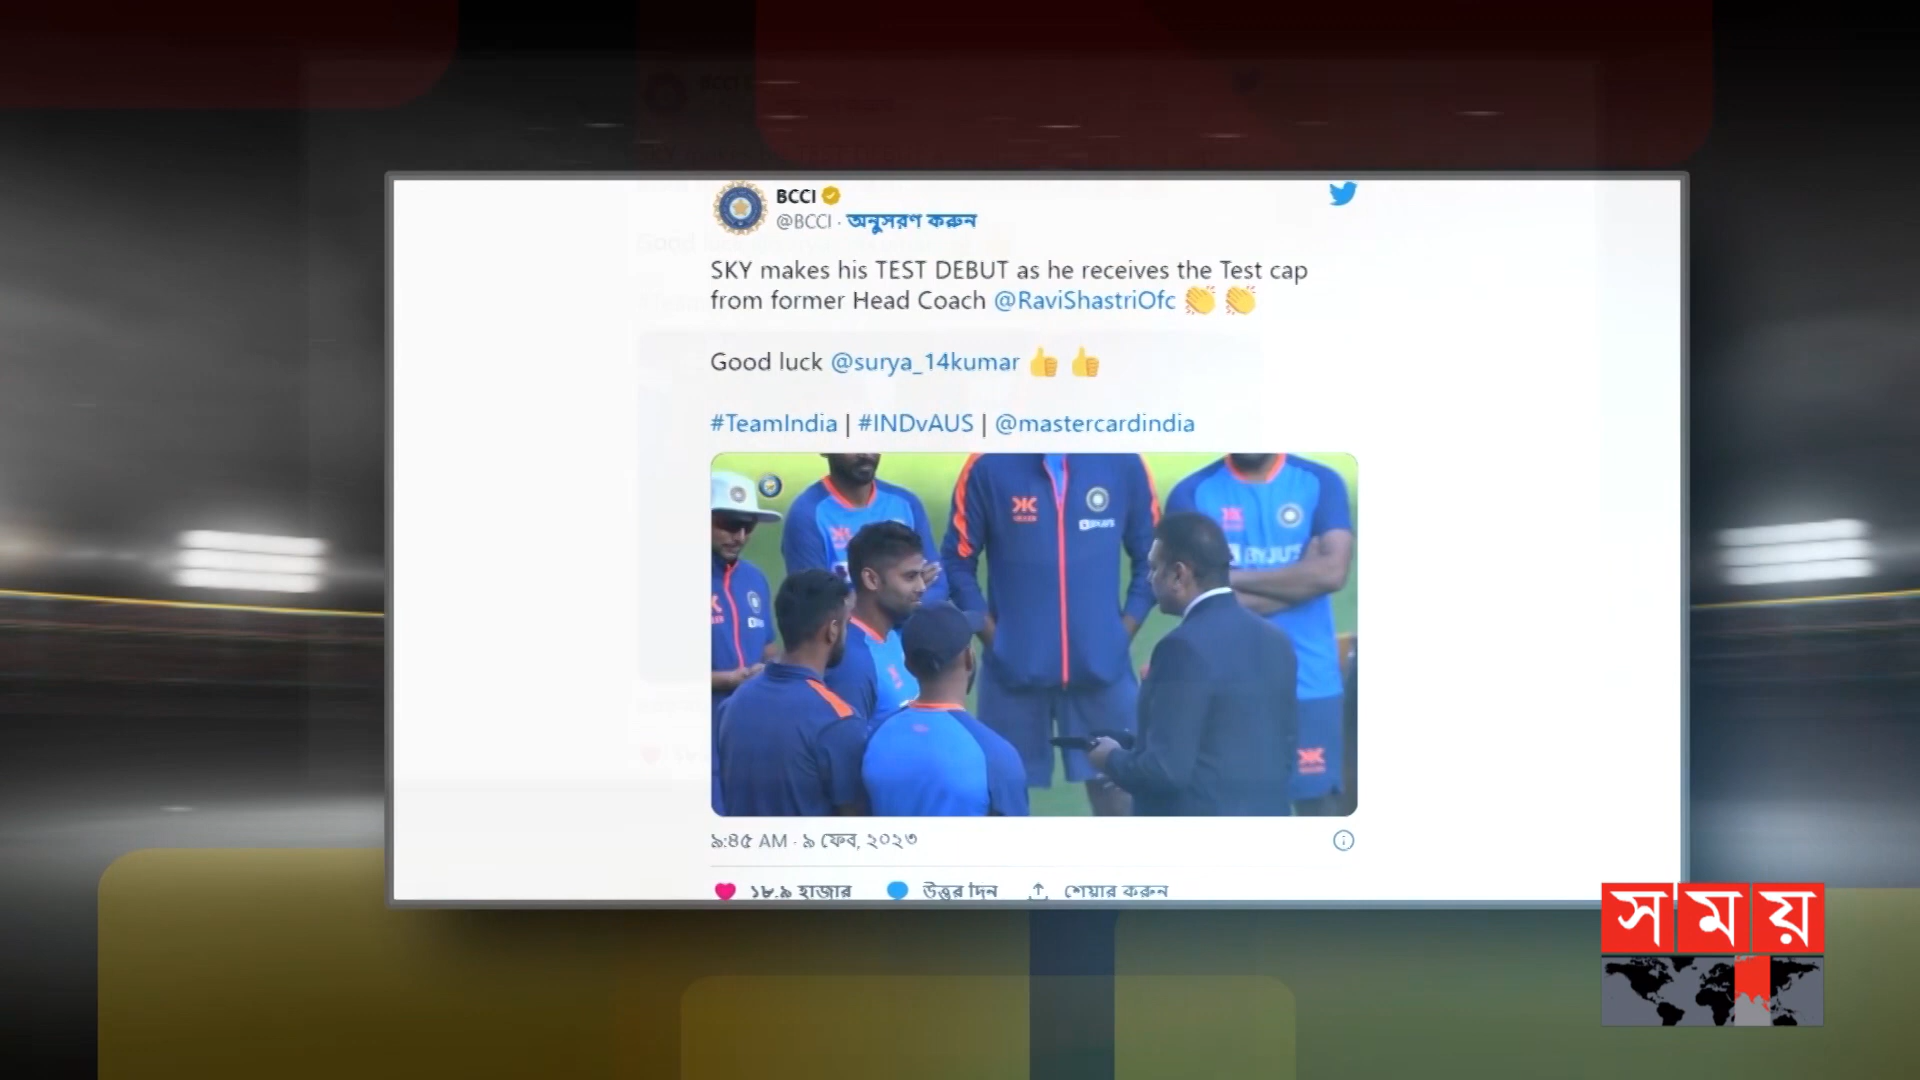 BCCI
@BCCI · অনুসরণ করুন
SKY makes his TEST DEBUT as he receives the Test cap
from former Head Coach @RaviShastriOfc 👏 👏
Good luck @surya_14kumar 👍 👍
#TeamIndia | #INDvAUS | @mastercardindia
BYJU'S
BYJU'S
৯:৪৫ AM · ৯ ফেব, ২০২৩
১৮.৯ হাজার উত্তর দিন শেয়ার করুন
সময়